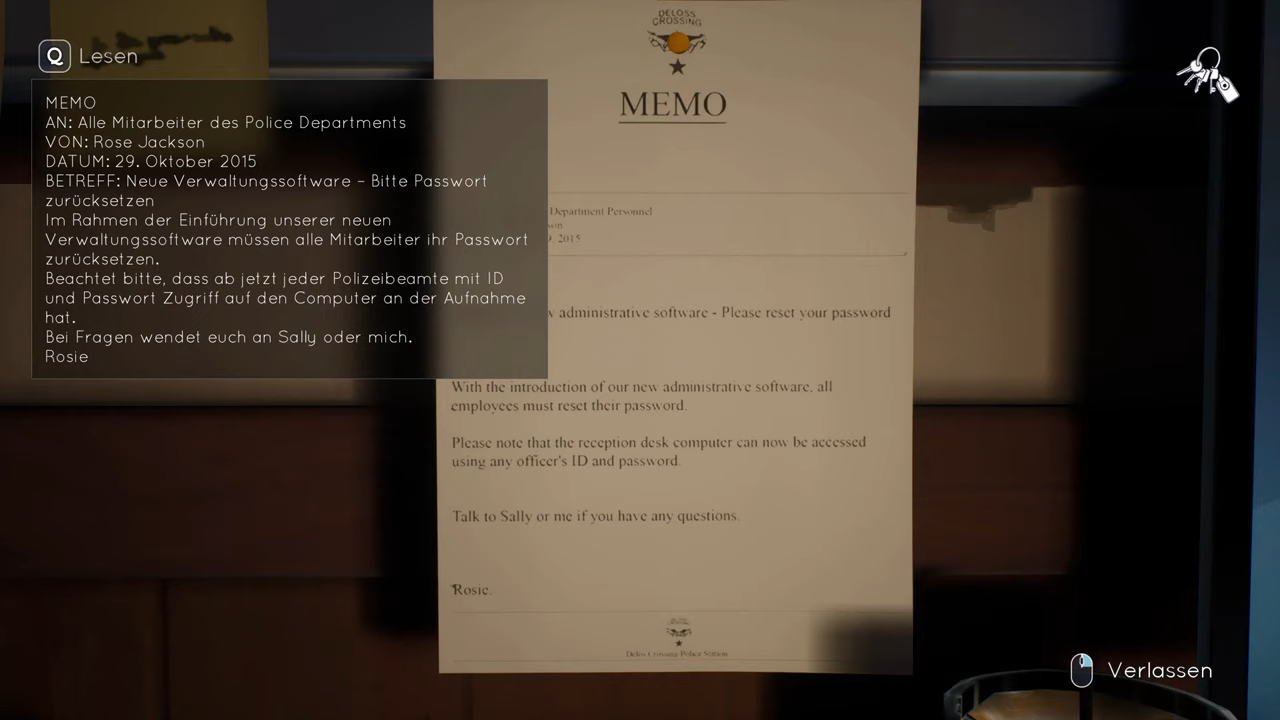 Q Lesen
MEMO
AN: Alle Mitarbeiter des Police Departments
VON: Rose Jackson
DATUM: 29. Oktober 2015
BETREFF: Neue Verwaltungssoftware – Bitte Passwort
zurücksetzen
Im Rahmen der Einführung unserer neuen
Verwaltungssoftware müssen alle Mitarbeiter ihr Passwort
zurücksetzen.
Beachtet bitte, dass ab jetzt jeder Polizeibeamte mit ID
und Passwort Zugriff auf den Computer an der Aufnahme
hat.
Bei Fragen wendet euch an Sally oder mich.
Rosie
DELOSS
CROSSING
MEMO
Department Personnel
2015
administrative software - Please reset your password
With the introduction of our new administrative software, all
employees must reset their password.
Please note that the reception desk computer can now be accessed
using any officer's ID and password.
Talk to Sally or me if you have any questions.
Rosie.
Delos Crossing Police Station
Verlassen